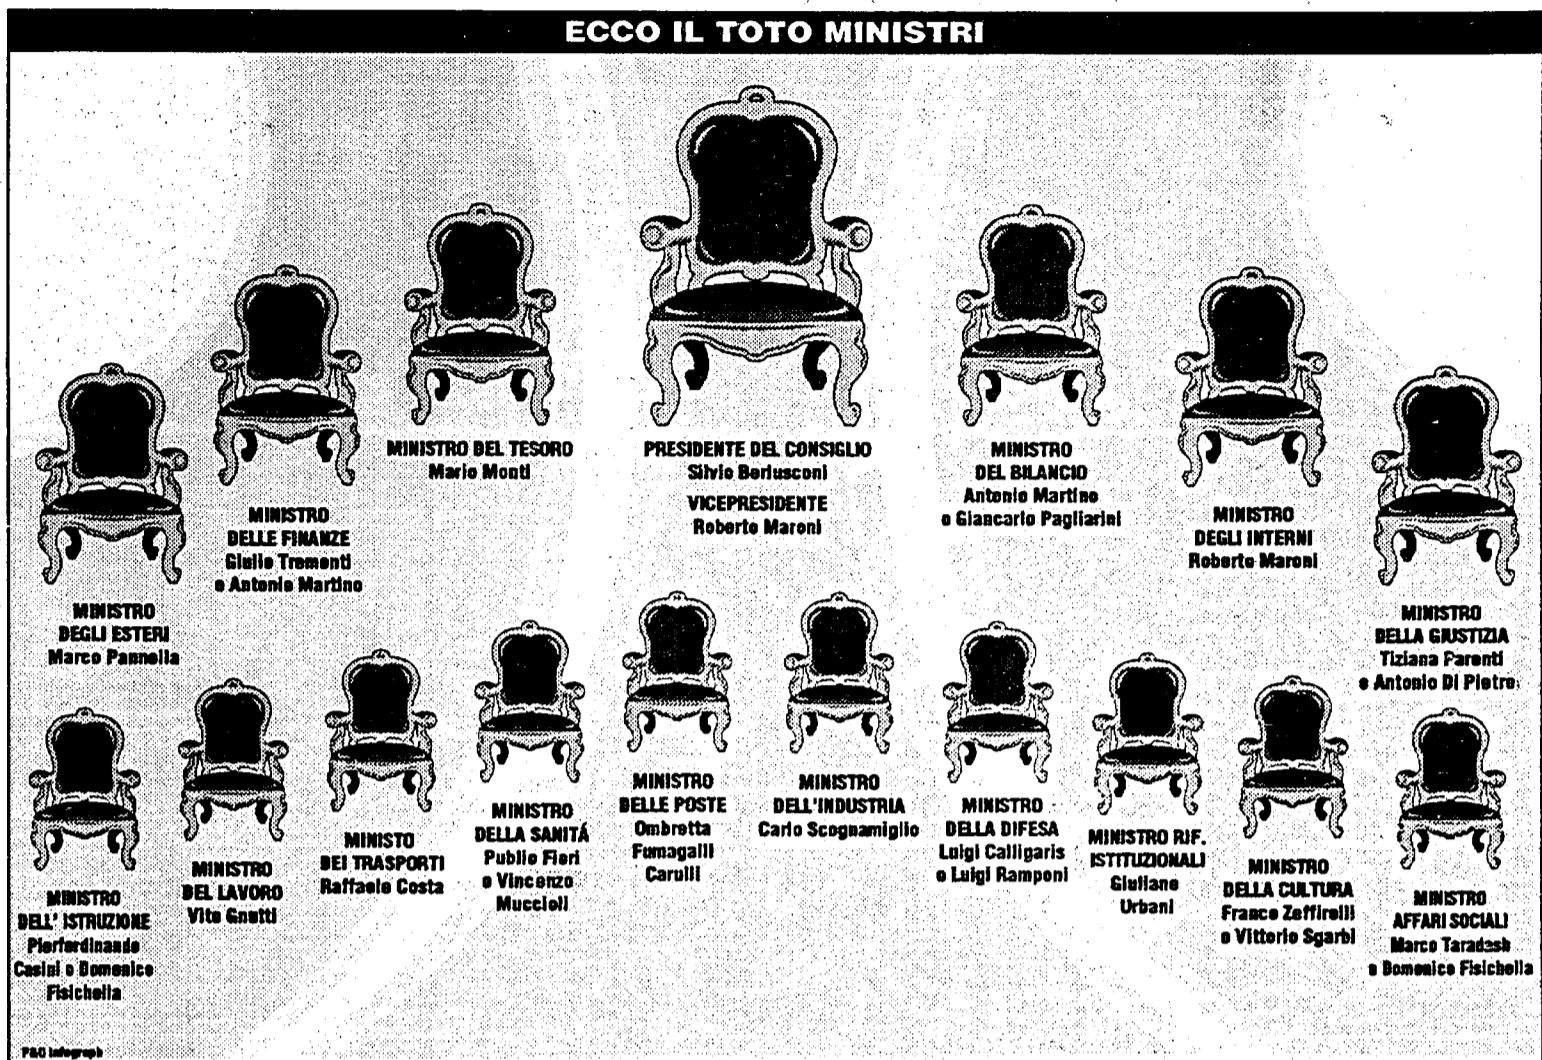 ECCO IL TOTO MINISTRI
PRESIDENTE DEL CONSIGLIO
Silvio Berlusconi
VICEPRESIDENTE
Roberto Maroni
MINISTRO DEL TESORO
Mario Monti
MINISTRO
DEL BILANCIO
Antonio Martino
o Giancarlo Pagliarini
MINISTRO
DELLE FINANZE
Giulio Trementi
o Antonio Martino
MINISTRO
DEGLI INTERNI
Roberto Maroni
MINISTRO
DEGLI ESTERI
Marco Pannella
MINISTRO
DELLA GIUSTIZIA
Tiziana Parenti
o Antonio Di Pietro
MINISTRO
DELL' ISTRUZIONE
Pierferdinando
Casini o Domenico
Fisichella
MINISTRO
DEL LAVORO
Vito Gnutti
MINISTO
DEI TRASPORTI
Raffaele Costa
MINISTRO
DELLA SANITÁ
Publio Fiori
o Vincenzo
Muccioli
MINISTRO
DELLE POSTE
Ombretta
Fumagalli
Carulli
MINISTRO
DELL'INDUSTRIA
Carlo Scognamiglio
MINISTRO
DELLA DIFESA
Luigi Calligaris
o Luigi Ramponi
MINISTRO RIF.
ISTITUZIONALI
Giuliano
Urbani
MINISTRO
DELLA CULTURA
Franco Zeffirelli
o Vittorio Sgarbi
MINISTRO
AFFARI SOCIALI
Marco Taradash
o Domenico Fisichella
P&G Infograph